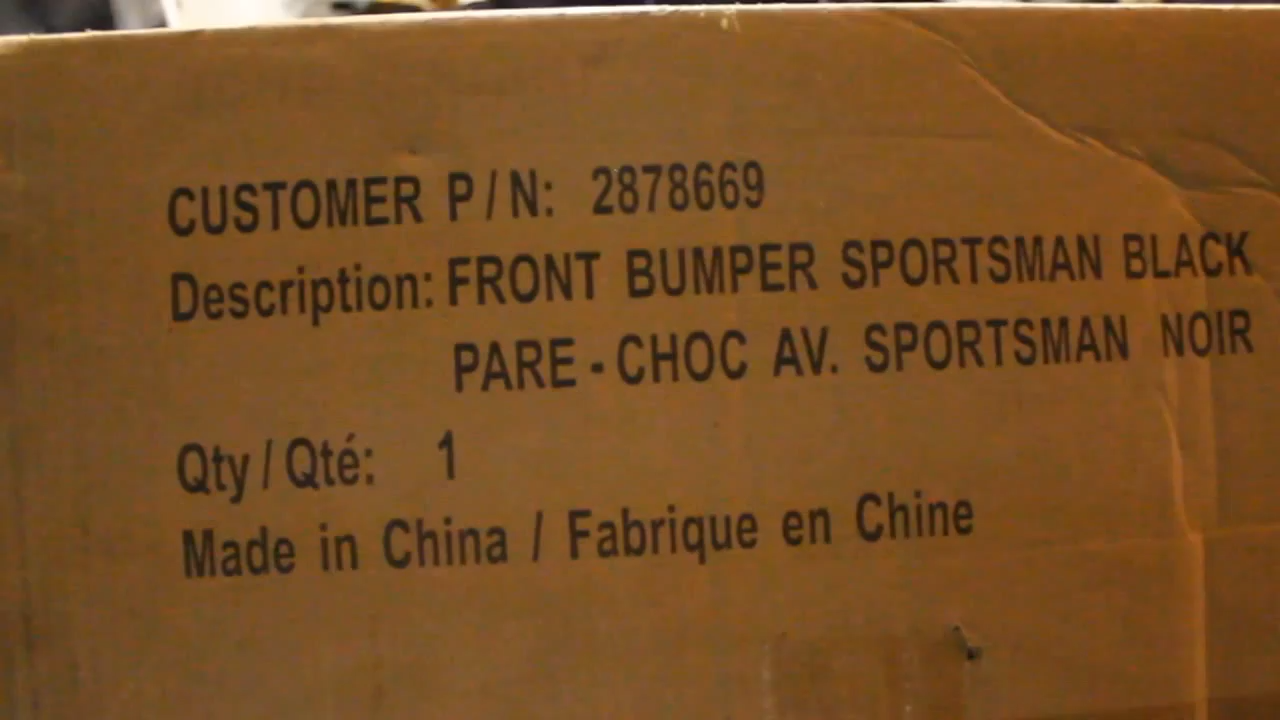 CUSTOMER P/N: 2878669
Description: FRONT BUMPER SPORTSMAN BLACK
PARE-CHOC AV. SPORTSMAN NOIR
Qty/Qté: 1
Made in China / Fabrique en Chine